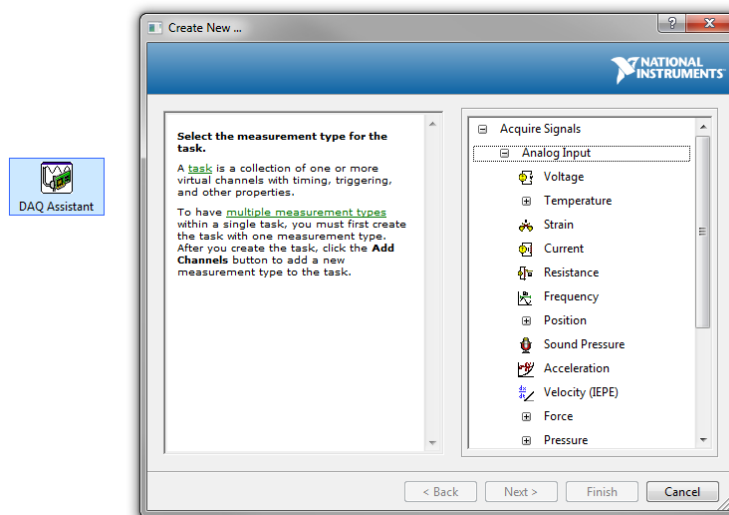 Create New ...
NATIONAL
INSTRUMENTS
Select the measurement type for the
task.
A task is a collection of one or more
virtual channels with timing, triggering,
and other properties.
To have multiple measurement types
within a single task, you must first create
the task with one measurement type.
After you create the task, click the Add
Channels button to add a new
measurement type to the task.
DAQ Assistant
Acquire Signals
Analog Input
Voltage
Temperature
Strain
Current
Resistance
Frequency
Position
Sound Pressure
Acceleration
Velocity (IEPE)
Force
Pressure
< Back
Next >
Finish
Cancel